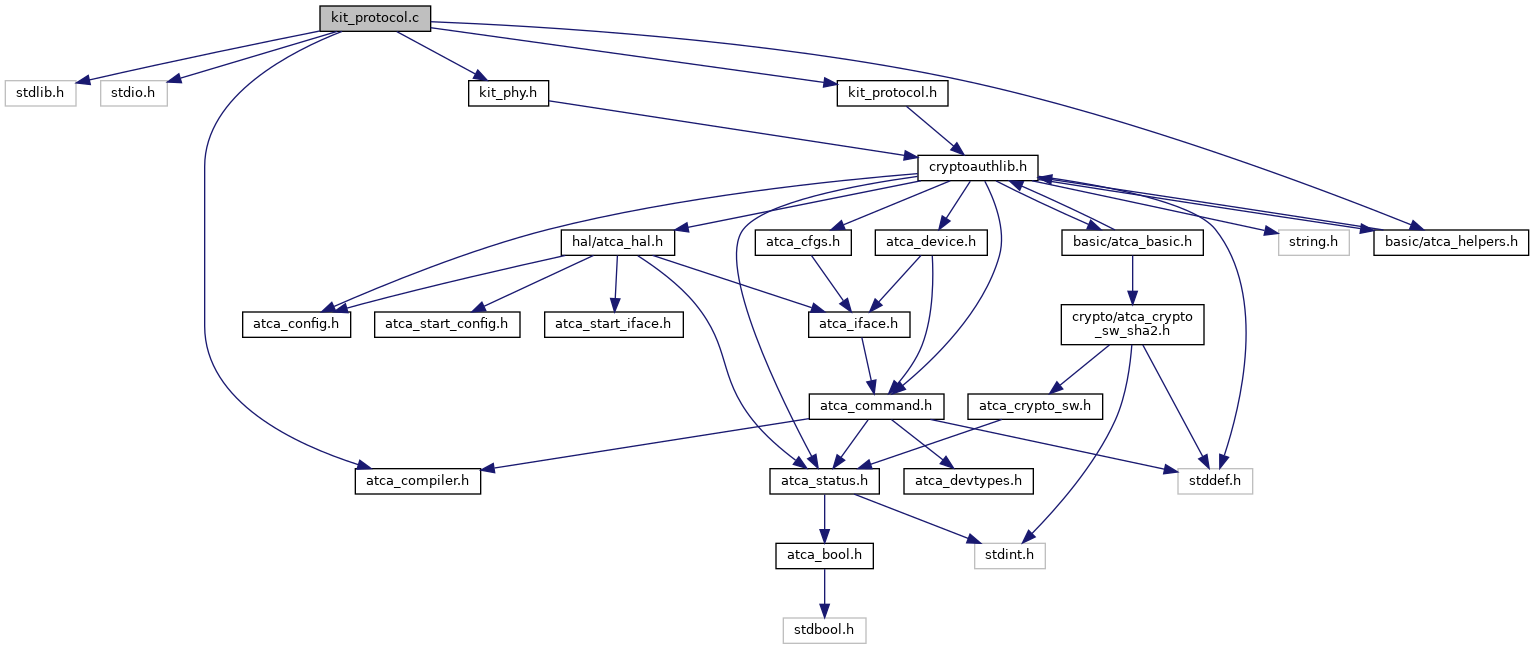 kit_protocol.c
stdlib.h
stdio.h
kit_phy.h
kit_protocol.h
cryptoauthlib.h
hal/atca_hal.h
atca_cfgs.h
atca_device.h
basic/atca_basic.h
string.h
basic/atca_helpers.h
atca_config.h
atca_start_config.h
atca_start_iface.h
atca_iface.h
crypto/atca_crypto
_sw_sha2.h
atca_command.h
atca_crypto_sw.h
atca_compiler.h
atca_status.h
atca_devtypes.h
stddef.h
atca_bool.h
stdint.h
stdbool.h